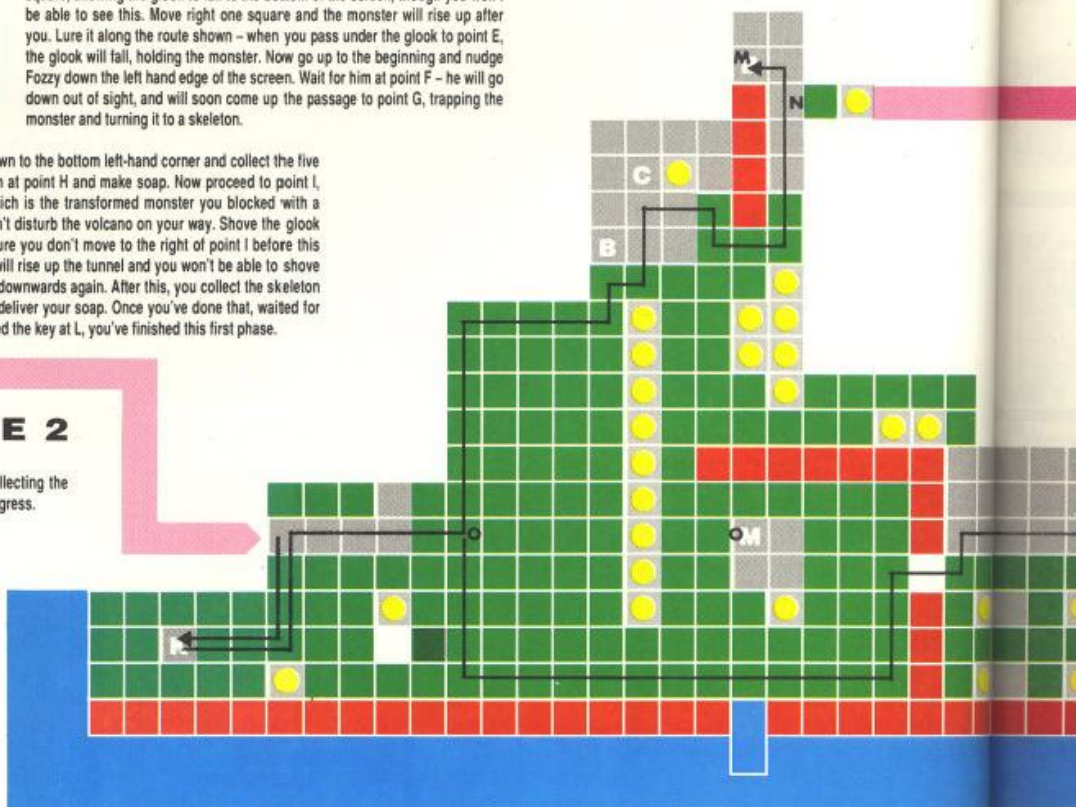 be able to see this. Move right one square and the monster will rise up after
you. Lure it along the route shown – when you pass under the glook to point E,
the glook will fall, holding the monster. Now go up to the beginning and nudge
Fozzy down the left hand edge of the screen. Wait for him at point F – he will go
down out of sight, and will soon come up the passage to point G, trapping the
monster and turning it to a skeleton.
wn to the bottom left-hand corner and collect the five
at point H and make soap. Now proceed to point I,
ich is the transformed monster you blocked with a
n't disturb the volcano on your way. Shove the glook
ure you don't move to the right of point I before this
will rise up the tunnel and you won't be able to shove
downwards again. After this, you collect the skeleton
deliver your soap. Once you've done that, waited for
ed the key at L, you've finished this first phase.
E 2
llecting the
gress.
M
N
C
B
M